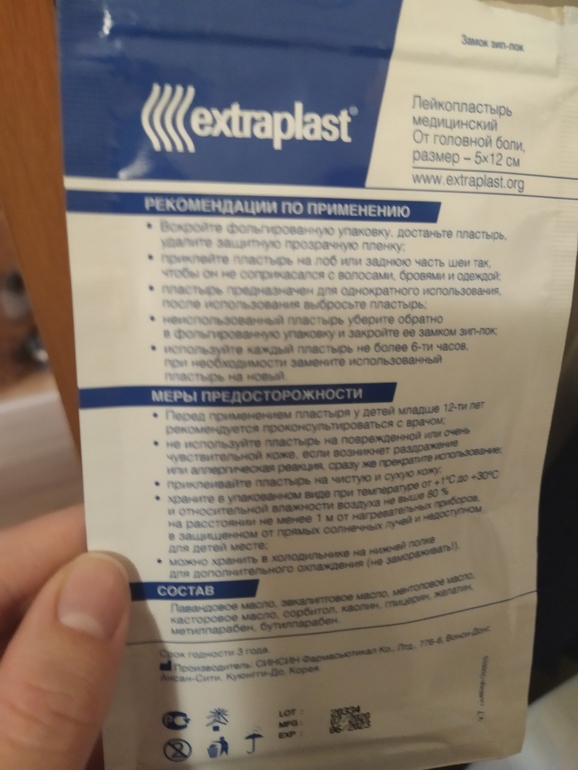 Замок зип-лок
extraplast®
Лейкопластырь
медицинский
От головной боли,
размер – 5×12 см
www.extraplast.org
РЕКОМЕНДАЦИИ ПО ПРИМЕНЕНИЮ
• Вскройте фольгированную упаковку, достаньте пластырь,
удалите защитную прозрачную пленку;
• приклейте пластырь на лоб или заднюю часть шеи так,
чтобы он не соприкасался с волосами, бровями и одеждой;
• пластырь предназначен для однократного использования,
после использования выбросьте пластырь;
• неиспользованный пластырь уберите обратно
в фольгированную упаковку и закройте ее замком зип-лок;
• используйте каждый пластырь не более 6-ти часов,
при необходимости замените использованный
пластырь на новый.
МЕРЫ ПРЕДОСТОРОЖНОСТИ
• Перед применением пластыря у детей младше 12-ти лет
рекомендуется проконсультироваться с врачом;
• не используйте пластырь на поврежденной или очень
чувствительной коже, если возникнет раздражение
или аллергическая реакция, сразу же прекратите использование;
• приклеивайте пластырь на чистую и сухую кожу;
• храните в упакованном виде при температуре от +1°C до +30°C
и относительной влажности воздуха не выше 80 %
на расстоянии не менее 1 м от нагревательных приборов,
в защищенном от прямых солнечных лучей и недоступном
для детей месте;
• можно хранить в холодильнике на нижней полке
для дополнительного охлаждения (не замораживать!).
СОСТАВ
Лавандовое масло, эвкалиптовое масло, ментоловое масло,
касторовое масло, сорбитол, каолин, глицерин, желатин,
метилпарабен, бутилпарабен.
Срок годности 3 года.
Производитель: СИНСИН Фармасьютикал Ко., Лтд., 776-6, Вонси-Донг,
Ансан-Сити, Куюнгги-До, Корея
LOT :
MFG :
EXP : 06 2023